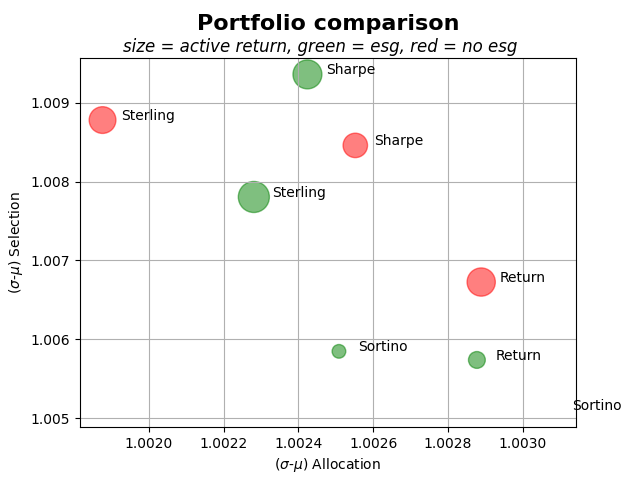 Portfolio comparison
size = active return, green = esg, red = no esg
Sharpe
Sterling
Sharpe
Sterling
Return
Sortino
Return
Sortino
1.009
1.008
1.007
1.006
1.005
(σ-μ) Selection
1.0020 1.0022 1.0024 1.0026 1.0028 1.0030
(σ-μ) Allocation